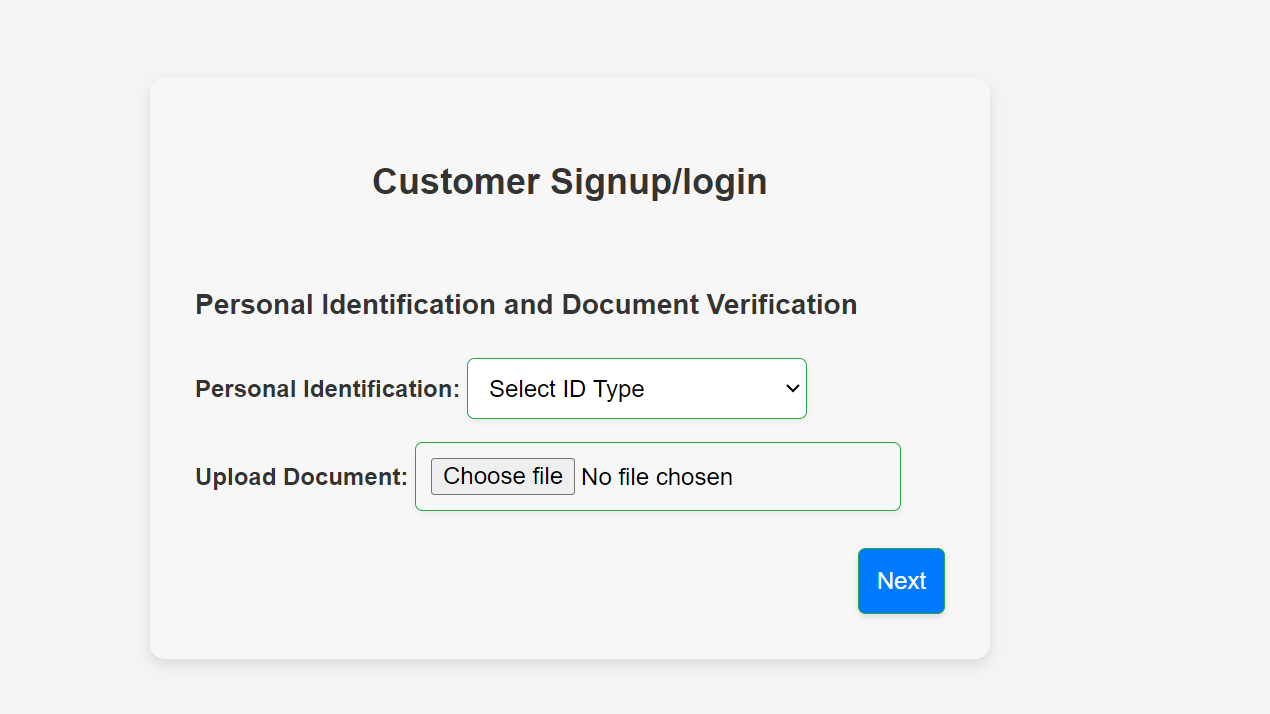 Customer Signup/login
Personal Identification and Document Verification
Personal Identification: Select ID Type
Upload Document: Choose file No file chosen
Next